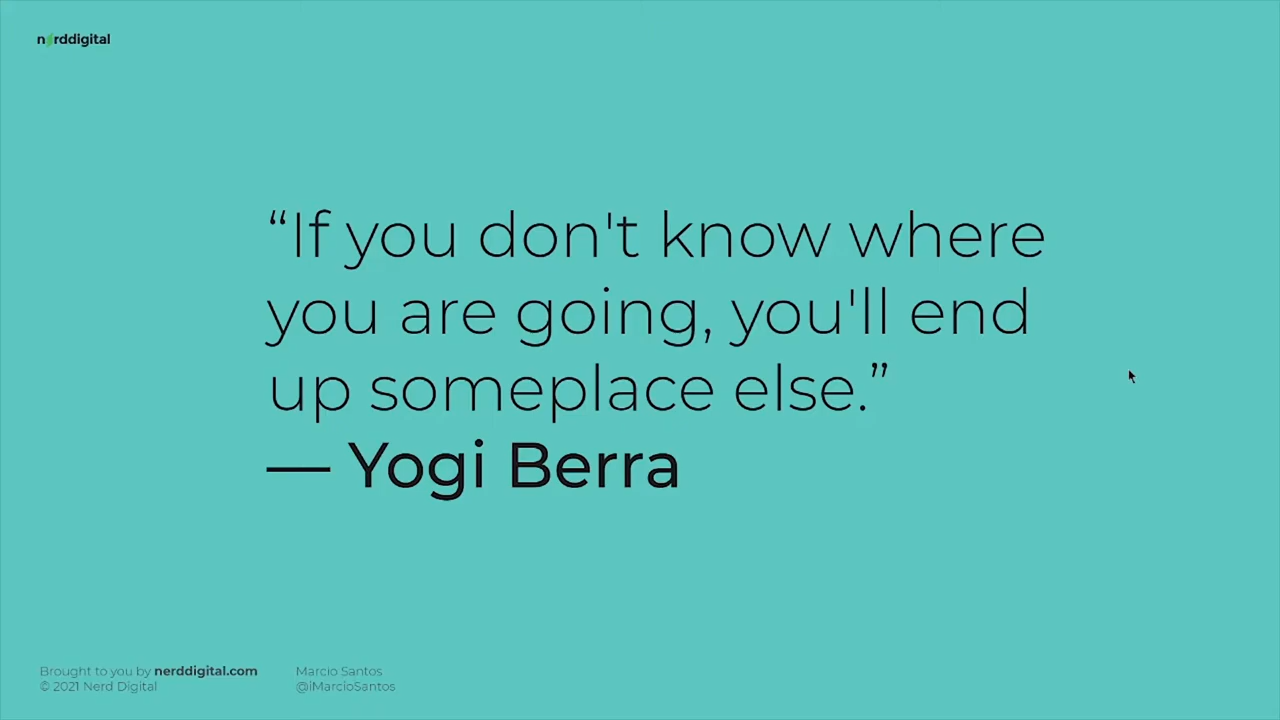 nerddigital
“If you don't know where
you are going, you'll end
up someplace else.”
— Yogi Berra
Brought to you by nerddigital.com
© 2021 Nerd Digital
Marcio Santos
@iMarcioSantos